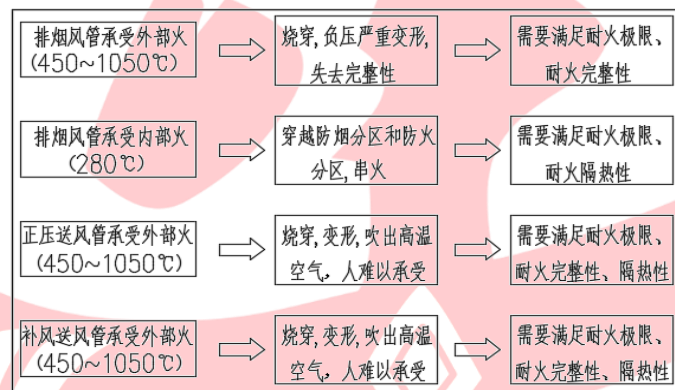 排烟风管承受外部火
(450~1050℃)
烧穿,负压严重变形,
失去完整性
需要满足耐火极限、
耐火完整性
排烟风管承受内部火
(280℃)
穿越防烟分区和防火
分区,串火
需要满足耐火极限、
耐火隔热性
正压送风管承受外部火
(450~1050℃)
烧穿,变形,吹出高温
空气，人难以承受
需要满足耐火极限、
耐火完整性、隔热性
补风送风管承受外部火
(450~1050℃)
烧穿,变形,吹出高温
空气，人难以承受
需要满足耐火极限、
耐火完整性、隔热性